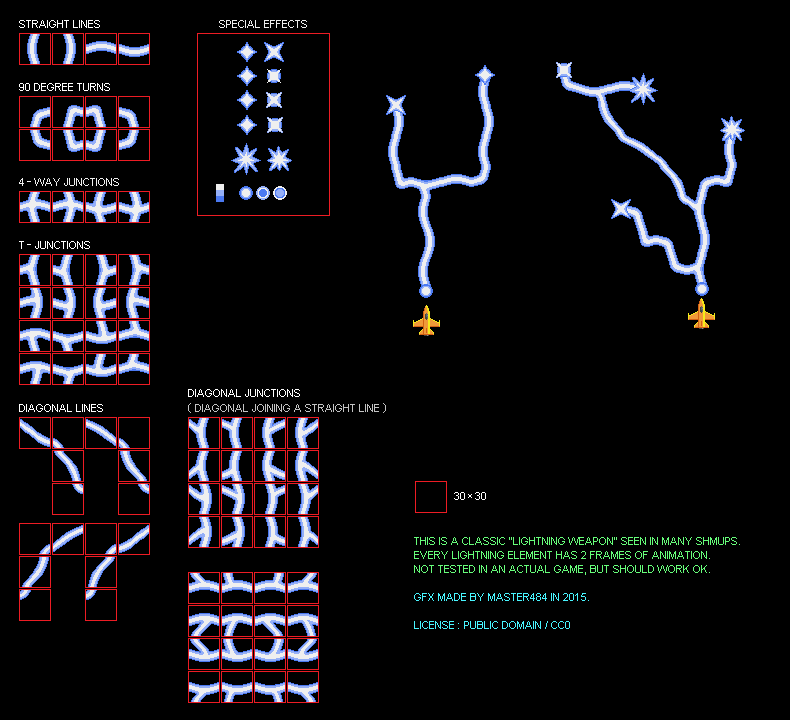 STRAIGHT LINES
SPECIAL EFFECTS
90 DEGREE TURNS
4 - WAY JUNCTIONS
T - JUNCTIONS
DIAGONAL LINES
DIAGONAL JUNCTIONS
( DIAGONAL JOINING A STRAIGHT LINE )
30×30
THIS IS A CLASSIC "LIGHTNING WEAPON" SEEN IN MANY SHMUPS.
EVERY LIGHTNING ELEMENT HAS 2 FRAMES OF ANIMATION.
NOT TESTED IN AN ACTUAL GAME, BUT SHOULD WORK OK.
GFX MADE BY MASTER484 IN 2015.
LICENSE : PUBLIC DOMAIN / CC0